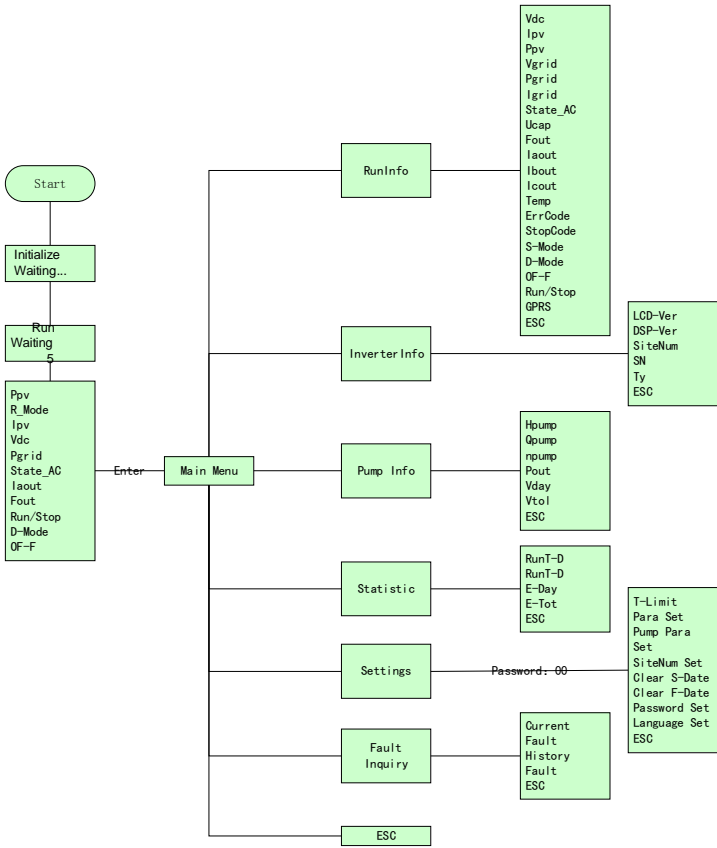 Start
Initialize
Waiting...
Run
Waiting
5
Ppv
R_Mode
Ipv
Vdc
Pgrid
State_AC
Iaout
Fout
Run/Stop
D-Mode
OF-F
Enter
Main Menu
RunInfo
Vdc
Ipv
Ppv
Vgrid
Pgrid
Igrid
State_AC
Ucap
Fout
Iaout
Ibout
Icout
Temp
ErrCode
StopCode
S-Mode
D-Mode
OF-F
Run/Stop
GPRS
ESC
InverterInfo
LCD-Ver
DSP-Ver
SiteNum
SN
Ty
ESC
Pump Info
Hpump
Qpump
npump
Pout
Vday
Vtol
ESC
Statistic
RunT-D
RunT-D
E-Day
E-Tot
ESC
Settings
Password: 00
T-Limit
Para Set
Pump Para
Set
SiteNum Set
Clear S-Date
Clear F-Date
Password Set
Language Set
ESC
Fault
Inquiry
Current
Fault
History
Fault
ESC
ESC